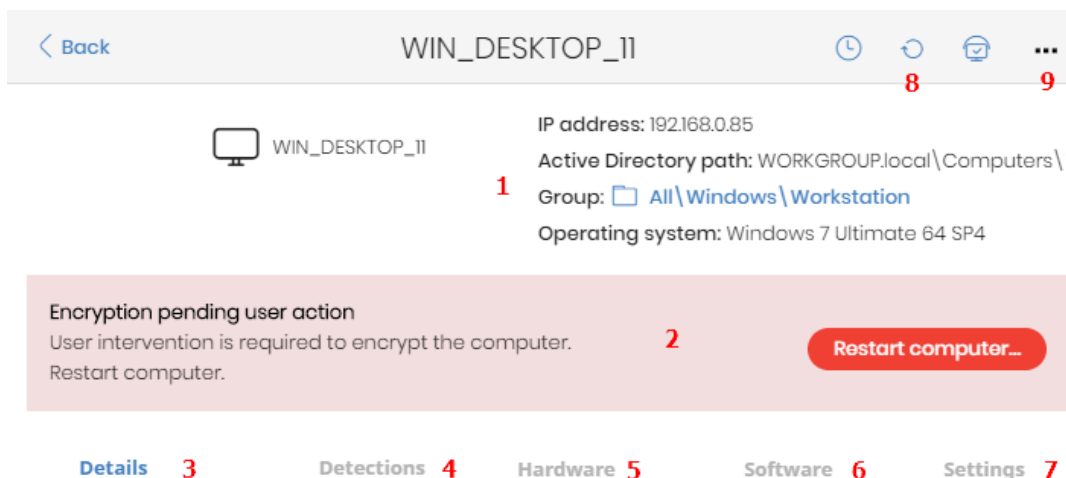 Back
WIN_DESKTOP_11
8
9
WIN_DESKTOP_11
IP address: 192.168.0.85
Active Directory path: WORKGROUP.local\Computers\
1
Group: All\Windows\Workstation
Operating system: Windows 7 Ultimate 64 SP4
Encryption pending user action
User intervention is required to encrypt the computer.
Restart computer.
2
Restart computer...
Details 3
Detections 4
Hardware 5
Software 6
Settings 7